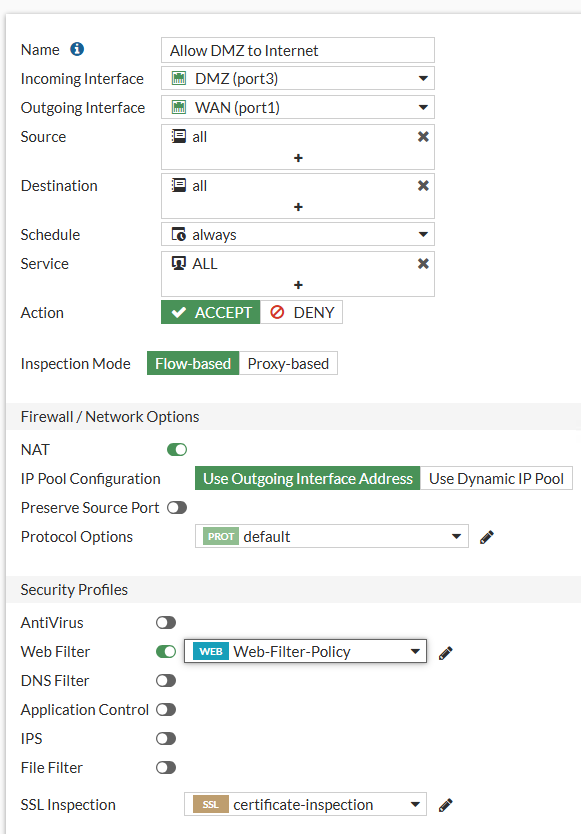 Name Allow DMZ to Internet
Incoming Interface DMZ (port3)
Outgoing Interface WAN (port1)
Source all
+
Destination all
+
Schedule always
Service ALL
+
Action ACCEPT DENY
Inspection Mode Flow-based Proxy-based
Firewall / Network Options
NAT
IP Pool Configuration Use Outgoing Interface Address Use Dynamic IP Pool
Preserve Source Port
Protocol Options PROT default
Security Profiles
AntiVirus
Web Filter WEB Web-Filter-Policy
DNS Filter
Application Control
IPS
File Filter
SSL Inspection SSL certificate-inspection